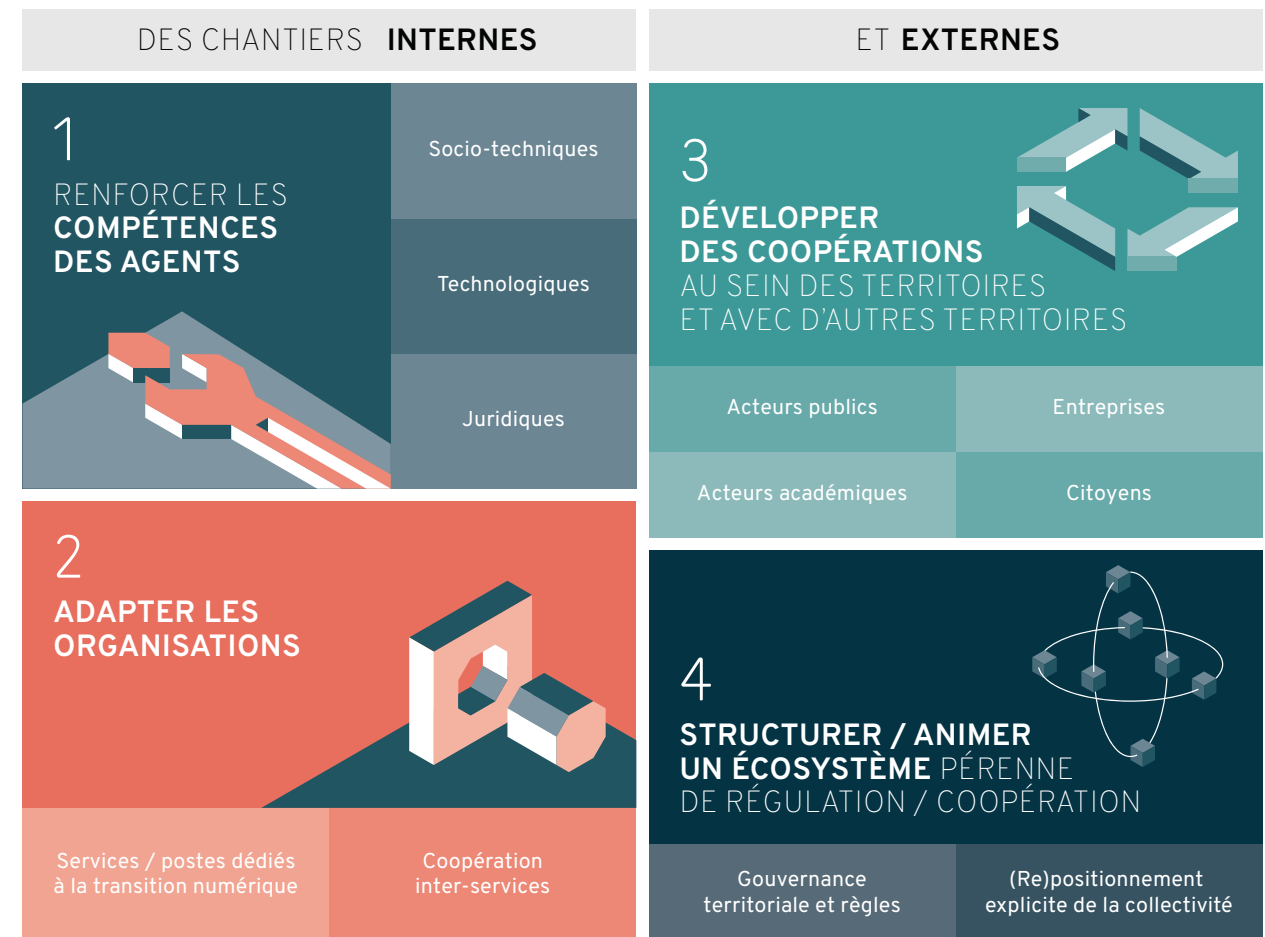 DES CHANTIERS INTERNES
ET EXTERNES
1
RENFORCER LES
COMPÉTENCES
DES AGENTS
Socio-techniques
Technologiques
Juridiques
2
ADAPTER LES
ORGANISATIONS
Services / postes dédiés
à la transition numérique
Coopération
inter-services
3
DÉVELOPPER
DES COOPÉRATIONS
AU SEIN DES TERRITOIRES
ET AVEC D'AUTRES TERRITOIRES
Acteurs publics
Entreprises
Acteurs académiques
Citoyens
4
STRUCTURER / ANIMER
UN ÉCOSYSTÈME PÉRENNE
DE RÉGULATION / COOPÉRATION
Gouvernance
territoriale et règles
(Re)positionnement
explicite de la collectivité